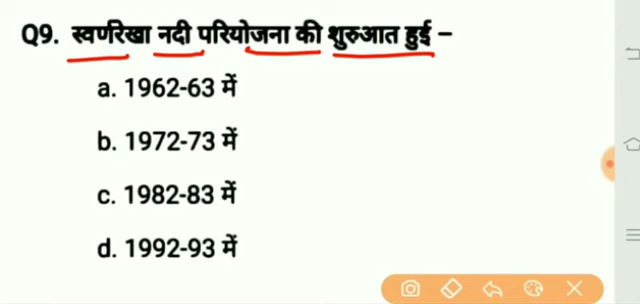 Q9. स्वर्णरेखा नदी परियोजना की शुरुआत हुई –
a. 1962-63 में
b. 1972-73 में
c. 1982-83 में
d. 1992-93 में